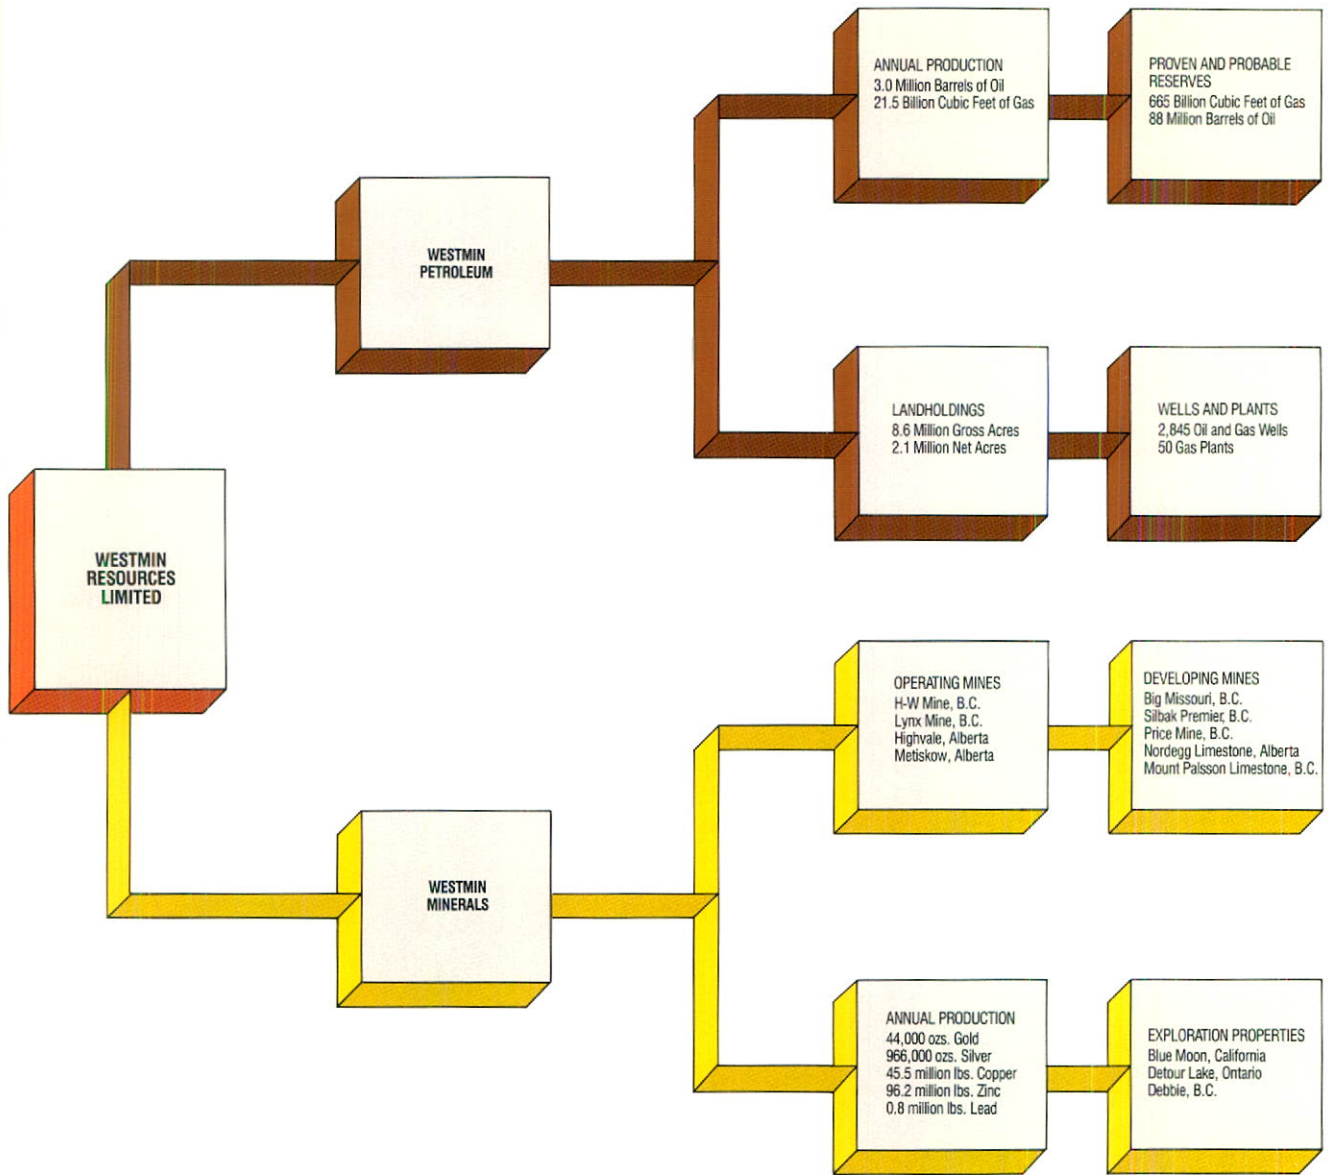 ANNUAL PRODUCTION
3.0 Million Barrels of Oil
21.5 Billion Cubic Feet of Gas
PROVEN AND PROBABLE
RESERVES
665 Billion Cubic Feet of Gas
88 Million Barrels of Oil
WESTMIN
PETROLEUM
LANDHOLDINGS
8.6 Million Gross Acres
2.1 Million Net Acres
WELLS AND PLANTS
2,845 Oil and Gas Wells
50 Gas Plants
WESTMIN
RESOURCES
LIMITED
OPERATING MINES
H-W Mine, B.C.
Lynx Mine, B.C.
Highvale, Alberta
Metiskow, Alberta
DEVELOPING MINES
Big Missouri, B.C.
Silbak Premier, B.C.
Price Mine, B.C.
Nordegg Limestone, Alberta
Mount Palsson Limestone, B.C.
WESTMIN
MINERALS
ANNUAL PRODUCTION
44,000 ozs. Gold
966,000 ozs. Silver
45.5 million lbs. Copper
96.2 million lbs. Zinc
0.8 million lbs. Lead
EXPLORATION PROPERTIES
Blue Moon, California
Detour Lake, Ontario
Debbie, B.C.